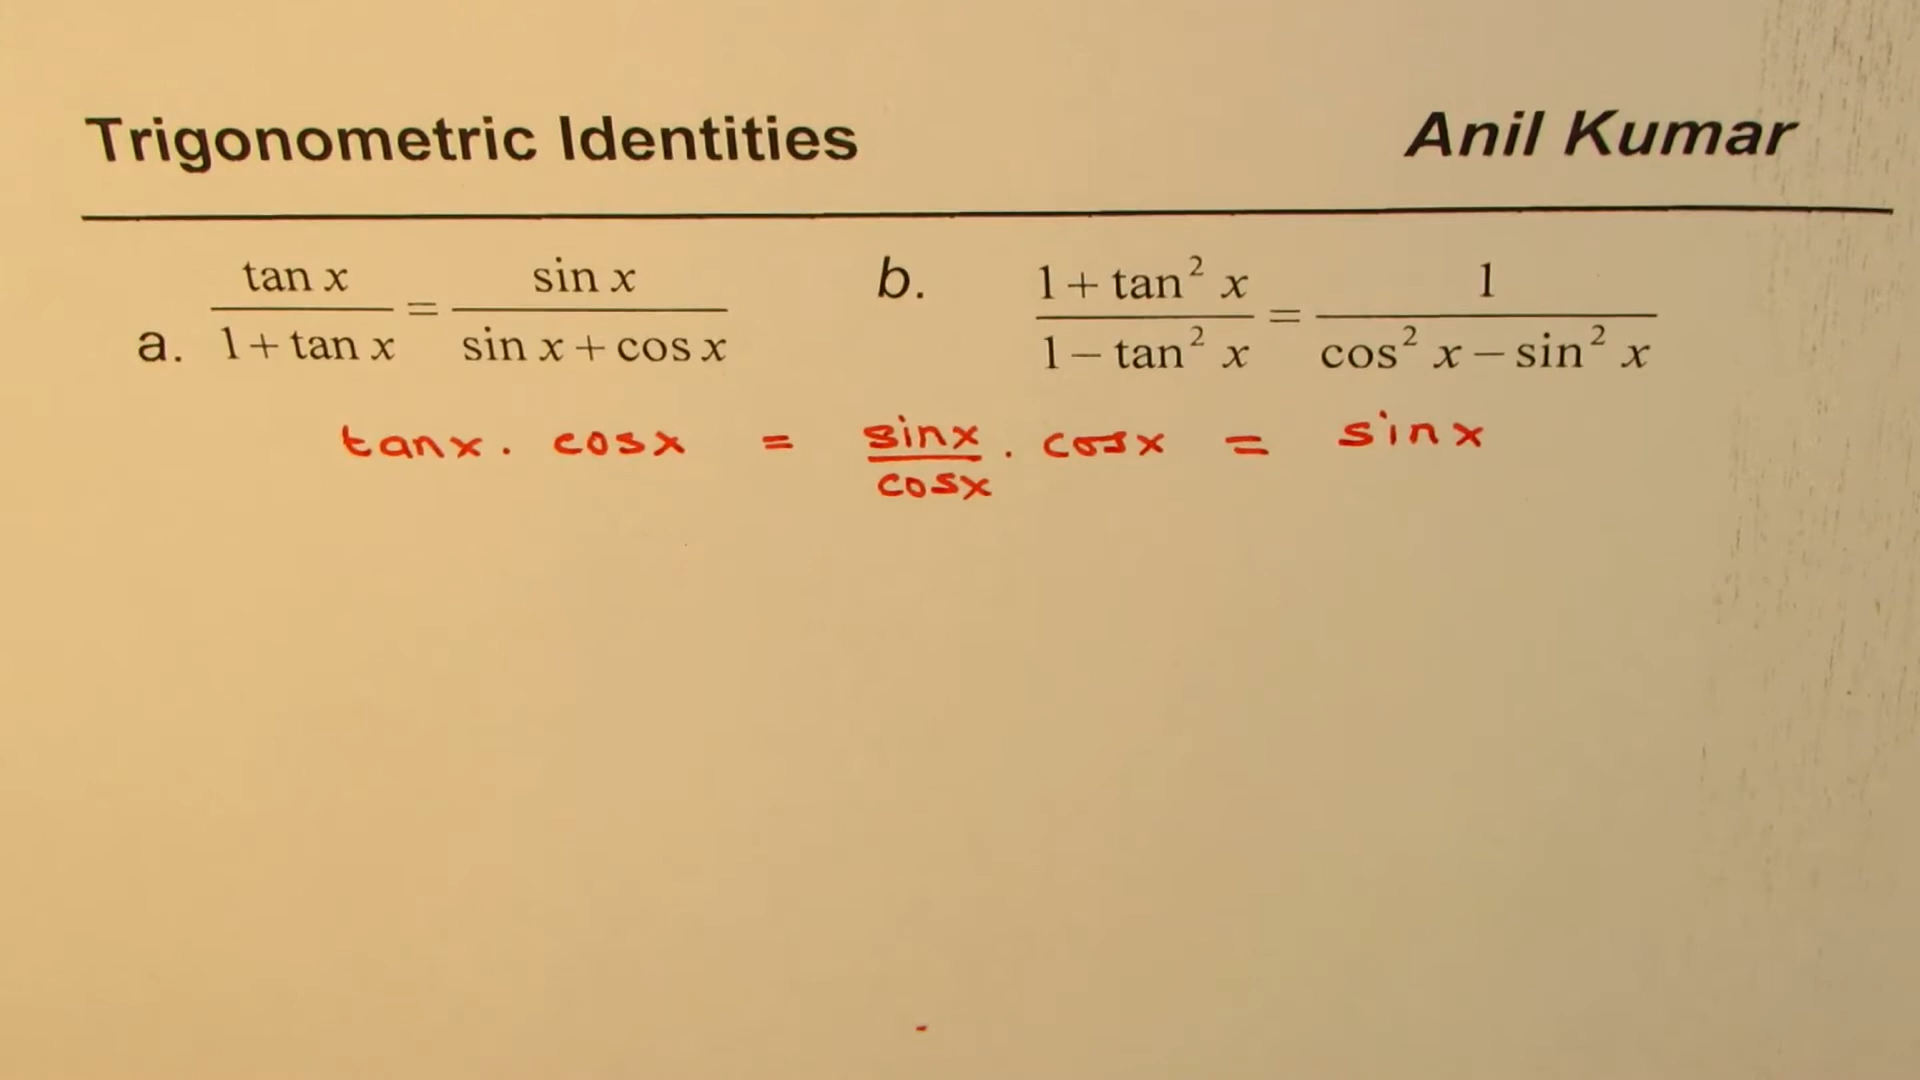 Trigonometric Identities Anil Kumar
a. tan x / 1 + tan x = sin x / sin x + cos x b. 1 + tan² x / 1 − tan² x = 1 / cos² x − sin² x
tanx . cosx = sinx / cosx . cosx = sinx